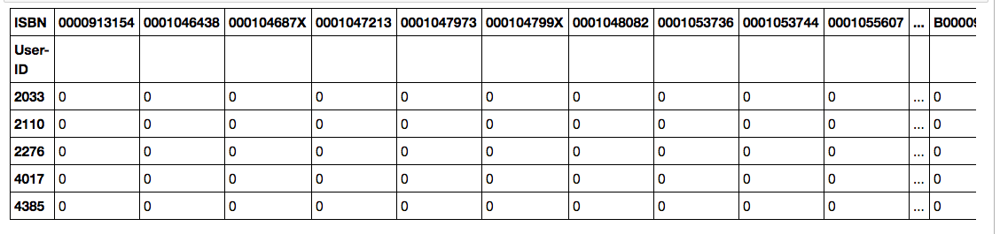 ISBN 0000913154 0001046438 000104687X 0001047213 0001047973 000104799X 0001048082 0001053736 0001053744 0001055607 ... B00009
User-
ID
2033 0 0 0 0 0 0 0 0 0 0 ... 0
2110 0 0 0 0 0 0 0 0 0 0 ... 0
2276 0 0 0 0 0 0 0 0 0 0 ... 0
4017 0 0 0 0 0 0 0 0 0 0 ... 0
4385 0 0 0 0 0 0 0 0 0 0 ... 0